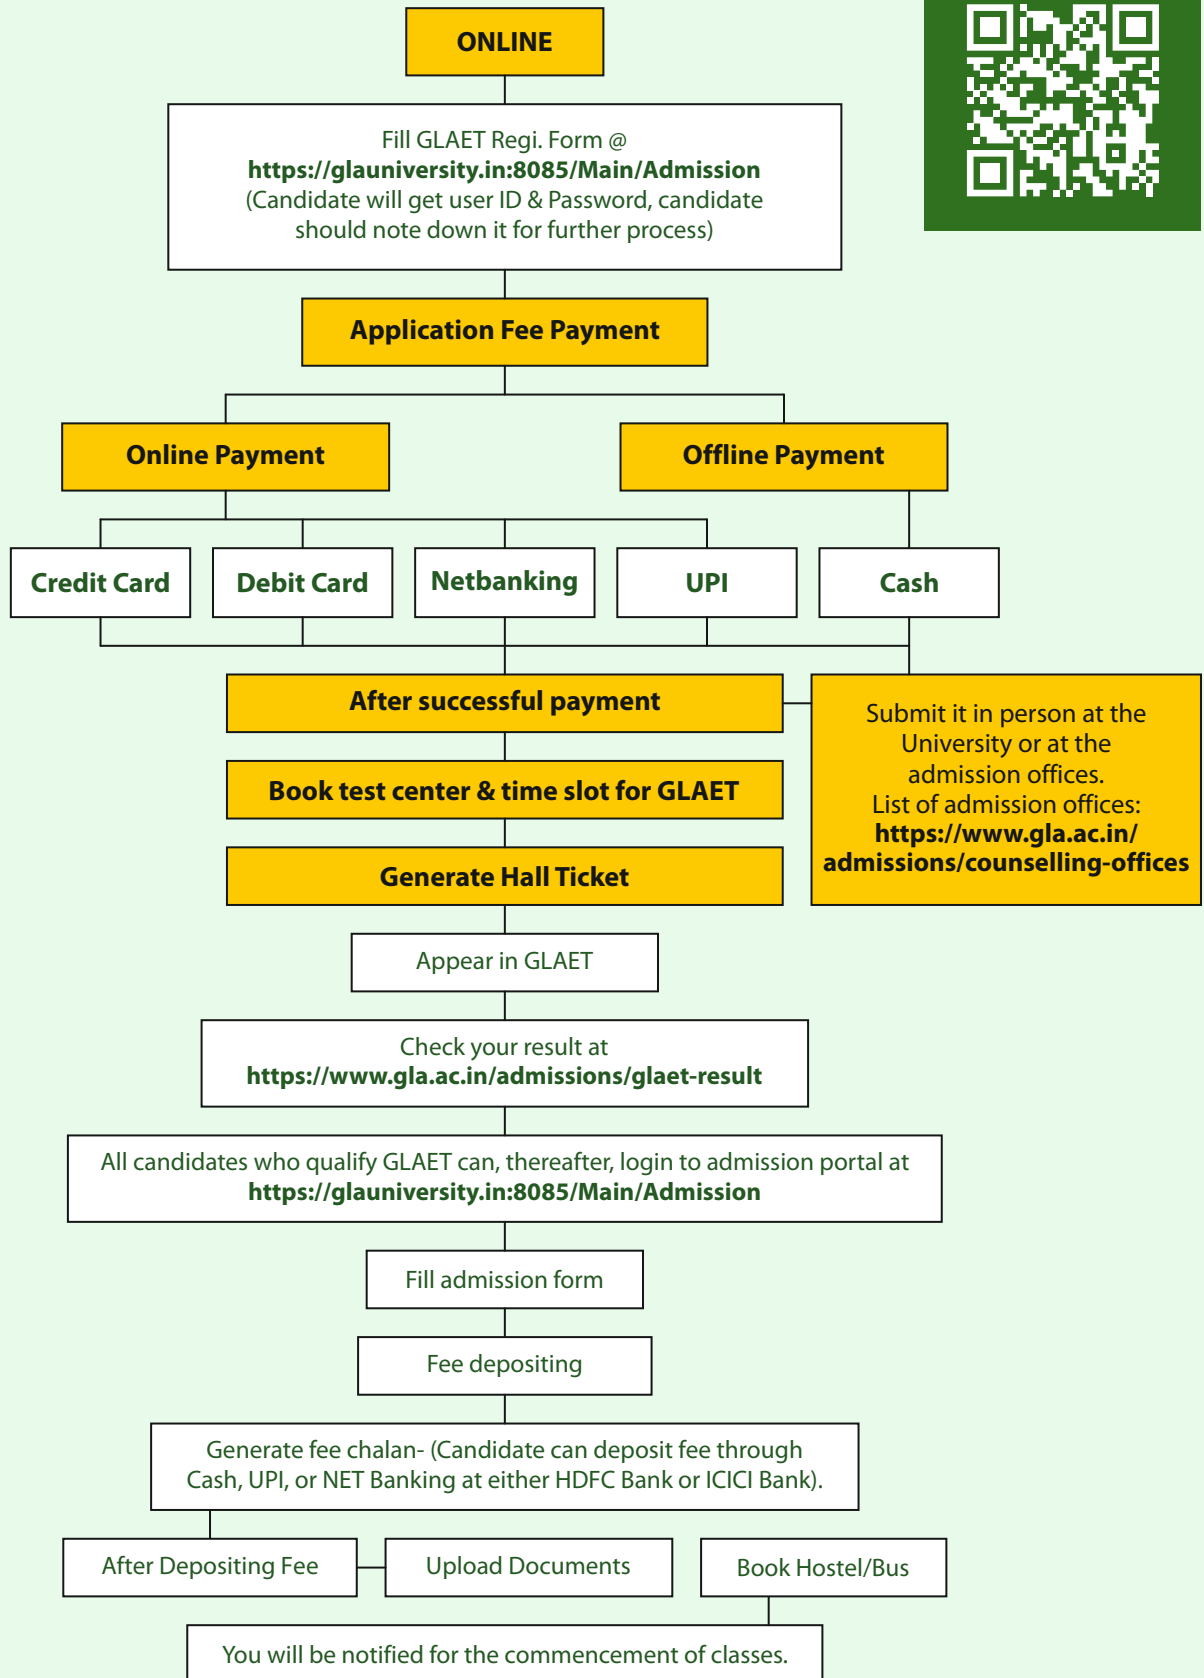 ONLINE
Fill GLAET Regi. Form @
https://glauniversity.in:8085/Main/Admission
(Candidate will get user ID & Password, candidate
should note down it for further process)
Application Fee Payment
Online Payment
Offline Payment
Credit Card
Debit Card
Netbanking
UPI
Cash
After successful payment
Submit it in person at the
University or at the
admission offices.
List of admission offices:
https://www.gla.ac.in/
admissions/counselling-offices
Book test center & time slot for GLAET
Generate Hall Ticket
Appear in GLAET
Check your result at
https://www.gla.ac.in/admissions/glaet-result
All candidates who qualify GLAET can, thereafter, login to admission portal at
https://glauniversity.in:8085/Main/Admission
Fill admission form
Fee depositing
Generate fee chalan- (Candidate can deposit fee through
Cash, UPI, or NET Banking at either HDFC Bank or ICICI Bank).
After Depositing Fee
Upload Documents
Book Hostel/Bus
You will be notified for the commencement of classes.